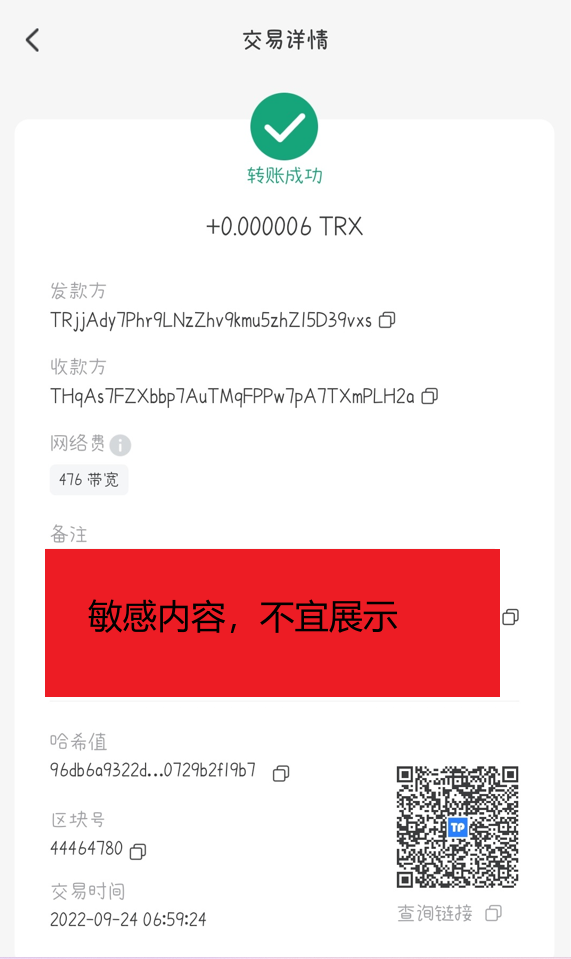 交易详情
转账成功
+0.000006 TRX
发款方
TRjjAdy7Phr9LNzZhv9kmu5zhZ15D39vxs
收款方
THqAs7FZXbbp7AuTMqFPPw7pA7TXmPLH2a
网络费
476 带宽
备注
敏感内容，不宜展示
哈希值
96db6a9322d...0729b2f19b7
区块号
44464780
TP
查询链接
交易时间
2022-09-24 06:59:24